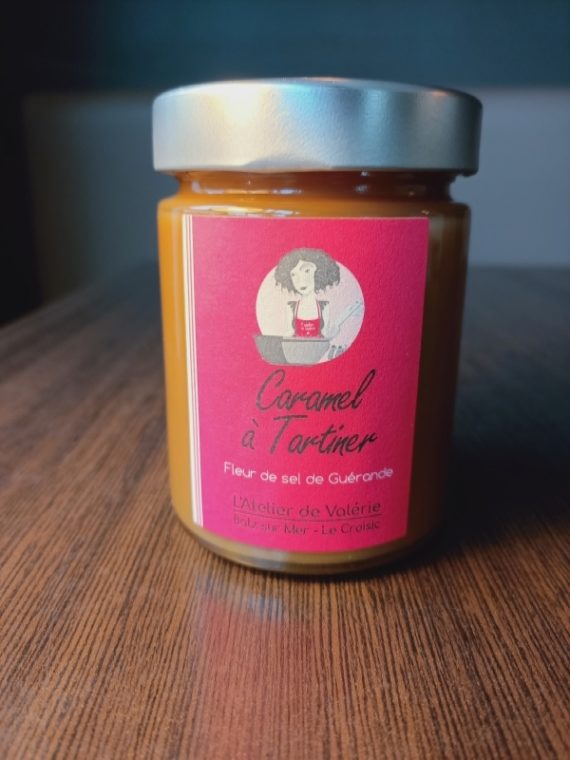 Caramel
à Tartiner
Fleur de sel de Guérande
L'Atelier de Valérie
Batz sur Mer - Le Croisic